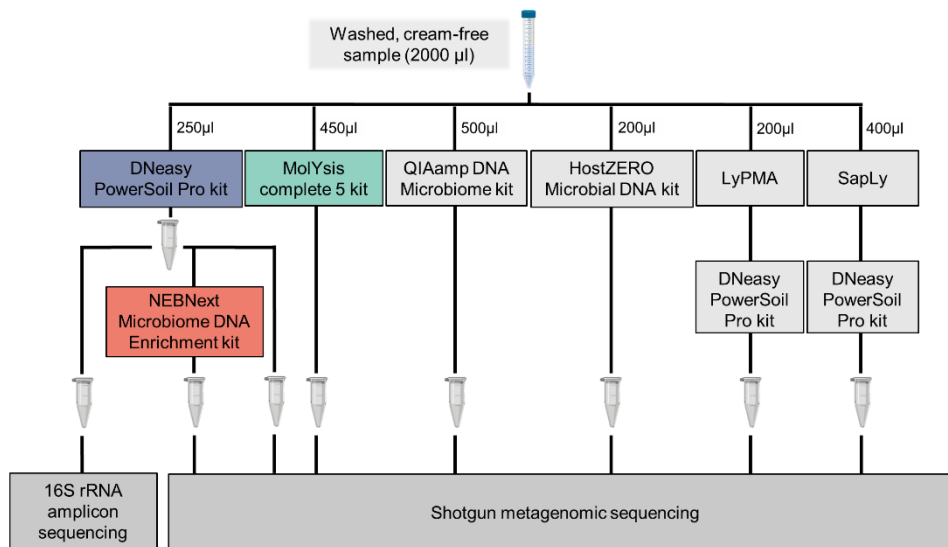 Washed, cream-free
sample (2000 µl)
250µl
450µl
500µl
200µl
200µl
400µl
DNeasy
PowerSoil Pro kit
MolYsis
complete 5 kit
QIAamp DNA
Microbiome kit
HostZERO
Microbial DNA kit
LyPMA
SapLy
NEBNext
Microbiome DNA
Enrichment kit
DNeasy
PowerSoil
Pro kit
DNeasy
PowerSoil
Pro kit
16S rRNA
amplicon
sequencing
Shotgun metagenomic sequencing